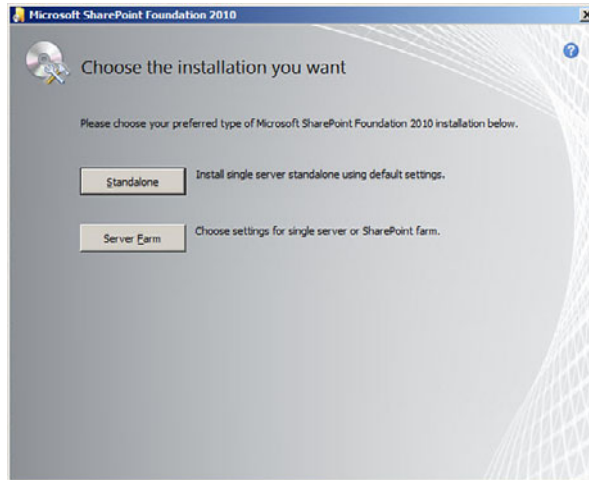 Microsoft SharePoint Foundation 2010
Choose the installation you want
Please choose your preferred type of Microsoft SharePoint Foundation 2010 installation below.
Standalone
Install single server standalone using default settings.
Server Farm
Choose settings for single server or SharePoint farm.